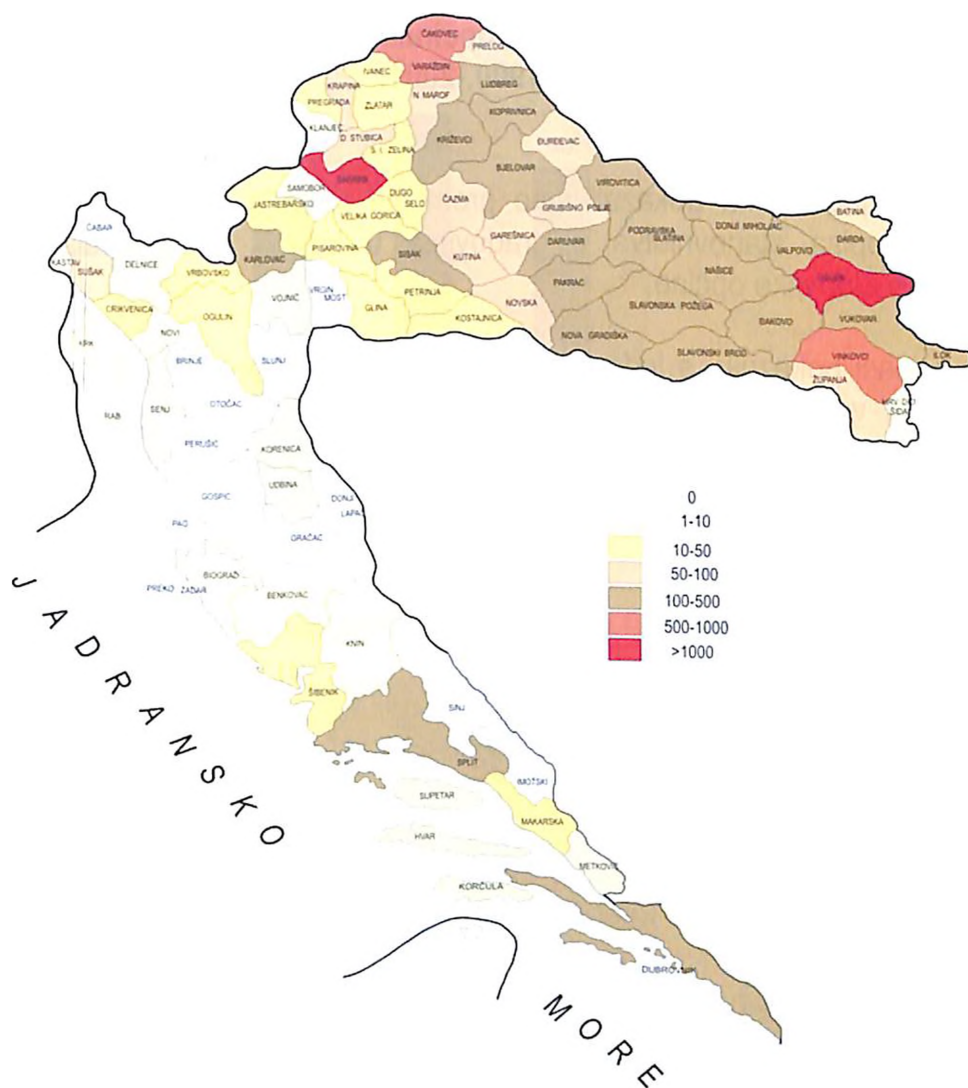 ČAKOVEC
PRELOG
VARAŽDIN
IVANEC
KRAPINA
N. MAROF
LUDBREG
PREGRADA
ZLATAR
KOPRIVNICA
KLANJEC
D. STUBICA
KRIŽEVCI
ĐURĐEVAC
S. I. ZELINA
BJELOVAR
VIROVITICA
SAMOBOR
DUGO
SELO
ČAZMA
JASTREBARSKO
GRUBIŠNO POLJE
BATINA
VELIKA GORICA
PODRAVSKA
SLATINA
DONJI MIHOLJAC
ČABAR
GAREŠNICA
DARUVAR
DARDA
PISAROVINA
SISAK
VALPOVO
KASTAV
SUŠAK
DELNICE
KARLOVAC
KUTINA
VRBOVSKO
NAŠICE
PAKRAC
PETRINJA
VRGIN
MOST
VOJNIĆ
NOVSKA
SLAVONSKA POŽEGA
CRIKVENICA
OGULIN
GLINA
KOSTAJNICA
ĐAKOVO
VUKOVAR
NOVI
KRK
NOVA GRADIŠKA
SLAVONSKI BROD
VINKOVCI
ILOK
BRINJE
SLUNJ
ŽUPANJA
OTOČAC
RAB
SENJ
ŠIDA
PERUŠIĆ
KORENICA
UDBINA
GOSPIĆ
DONJI
LAPAC
PAG
GRAČAC
0
1-10
10-50
50-100
100-500
500-1000
>1000
BIOGRAD
PREKO
ZADAR
BENKOVAC
KNIN
ŠIBENIK
SINJ
SPLIT
IMOTSKI
SUPETAR
MAKARSKA
HVAR
METKOVIĆ
KORČULA
DUBROVNIK
JADRANSKO
MORE